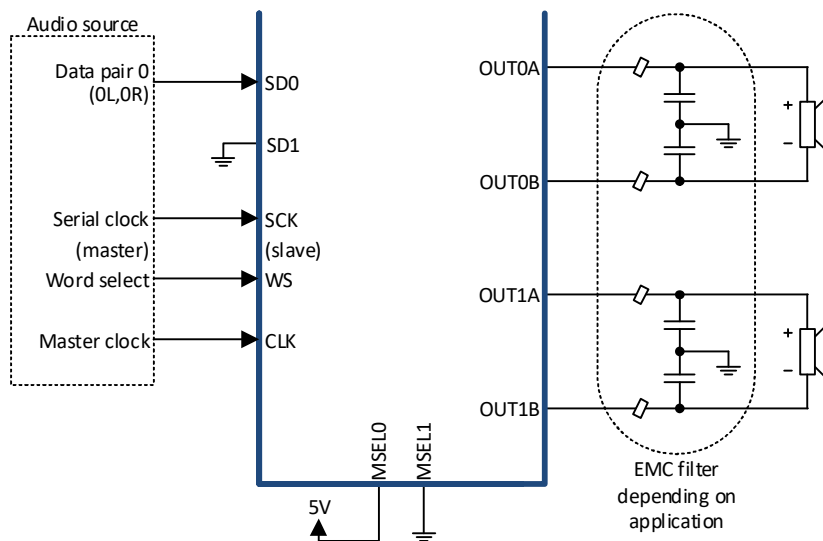 Audio source
Data pair 0
(0L,0R)
SD0
SD1
Serial clock
(master)
SCK
(slave)
Word select
WS
Master clock
CLK
MSEL0
MSEL1
5V
OUT0A
OUT0B
OUT1A
OUT1B
+
–
+
–
EMC filter
depending on
application